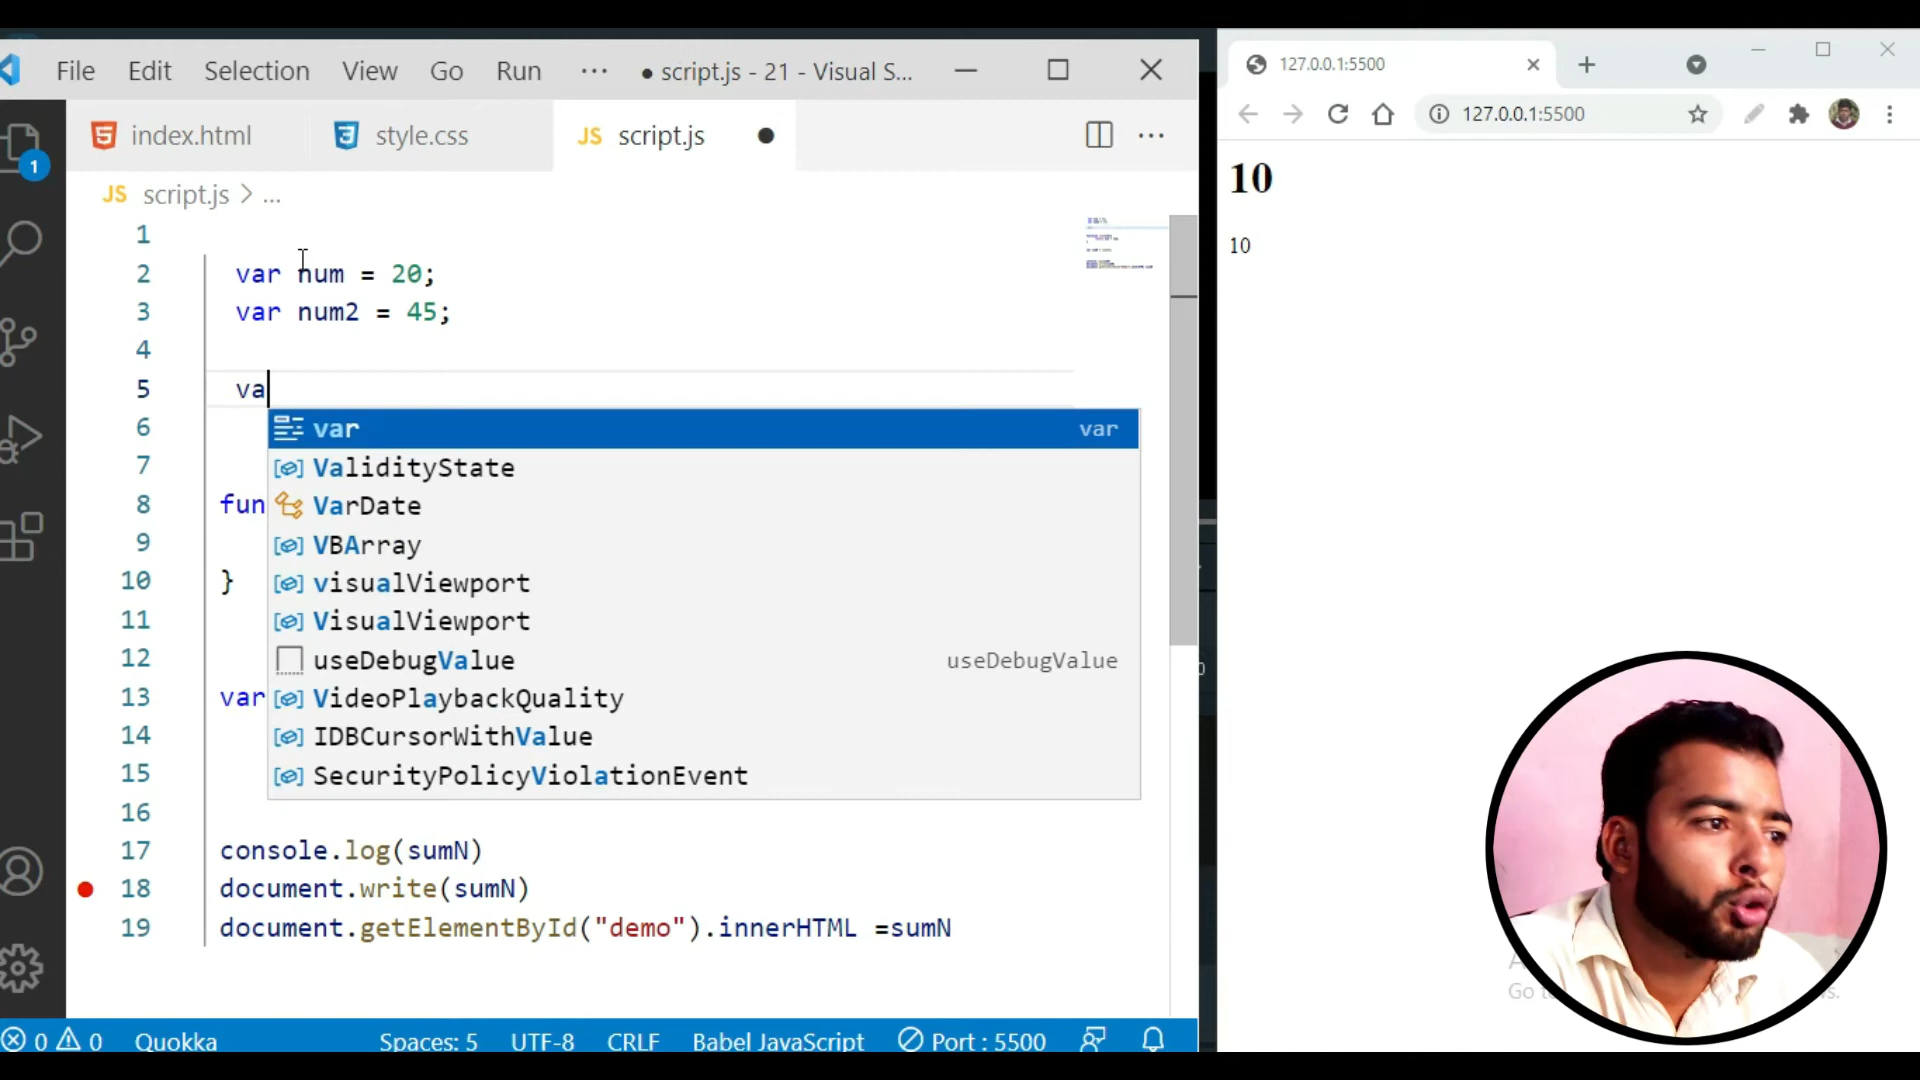 File Edit Selection View Go Run ··· ● script.js - 21 - Visual S...
127.0.0.1:5500
127.0.0.1:5500
index.html style.css JS script.js
JS script.js > ...
1
1
2 var num = 20;
3 var num2 = 45;
4
5 va
6 var var
7 ValidityState
8 fun VarDate
9 VBArray
10 } visualViewport
11 VisualViewport
12 useDebugValue useDebugValue
13 var VideoPlaybackQuality
14 IDBCursorWithValue
15 SecurityPolicyViolationEvent
16
17 console.log(sumN)
18 document.write(sumN)
19 document.getElementById("demo").innerHTML =sumN
0 0 Quokka Spaces: 5 UTF-8 CRLF Babel JavaScript Port : 5500
10
10